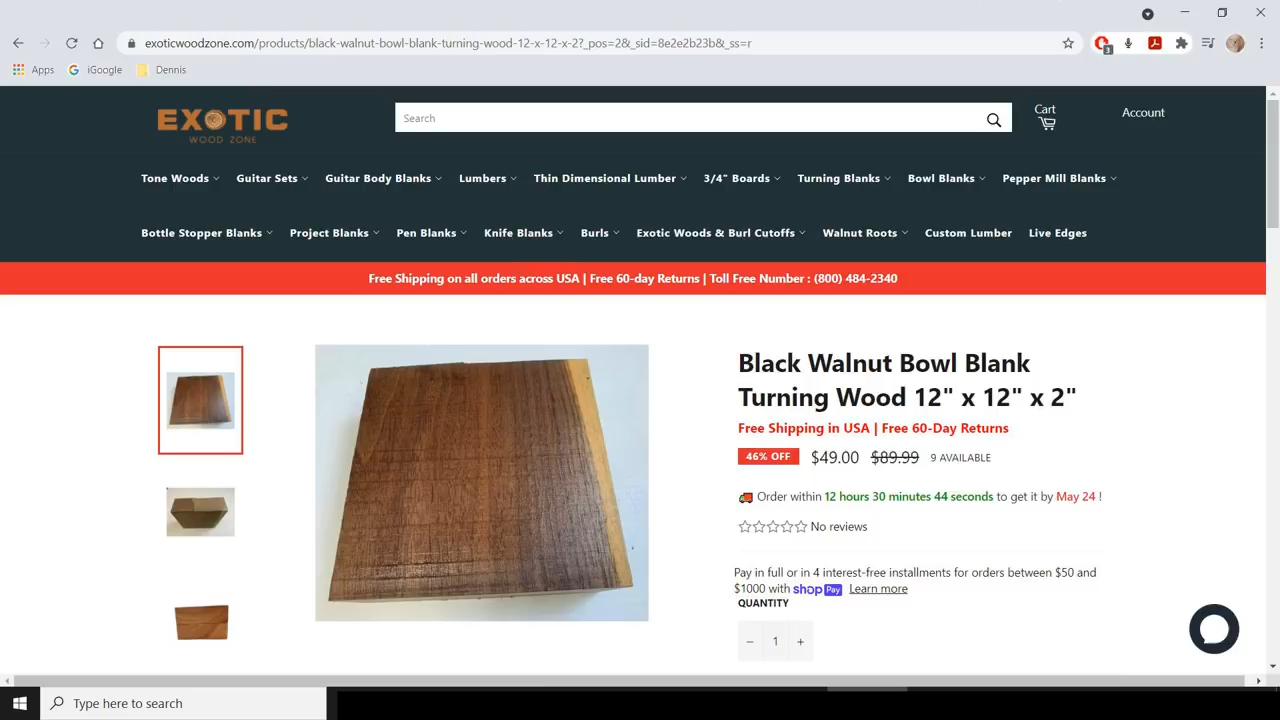 exoticwoodzone.com/products/black-walnut-bowl-blank-turning-wood-12-x-12-x-2?_pos=2&_sid=8e2e2b23b&_ss=r
3
Apps iGoogle Dennis
EXOTIC
WOOD ZONE
Search
Cart
Account
Tone Woods Guitar Sets Guitar Body Blanks Lumbers Thin Dimensional Lumber 3/4" Boards Turning Blanks Bowl Blanks Pepper Mill Blanks
Bottle Stopper Blanks Project Blanks Pen Blanks Knife Blanks Burls Exotic Woods & Burl Cutoffs Walnut Roots Custom Lumber Live Edges
Free Shipping on all orders across USA | Free 60-day Returns | Toll Free Number : (800) 484-2340
Black Walnut Bowl Blank
Turning Wood 12" x 12" x 2"
Free Shipping in USA | Free 60-Day Returns
46% OFF $49.00 $89.99 9 AVAILABLE
Order within 12 hours 30 minutes 44 seconds to get it by May 24 !
No reviews
Pay in full or in 4 interest-free installments for orders between $50 and
$1000 with shop Pay Learn more
QUANTITY
− 1 +
Type here to search